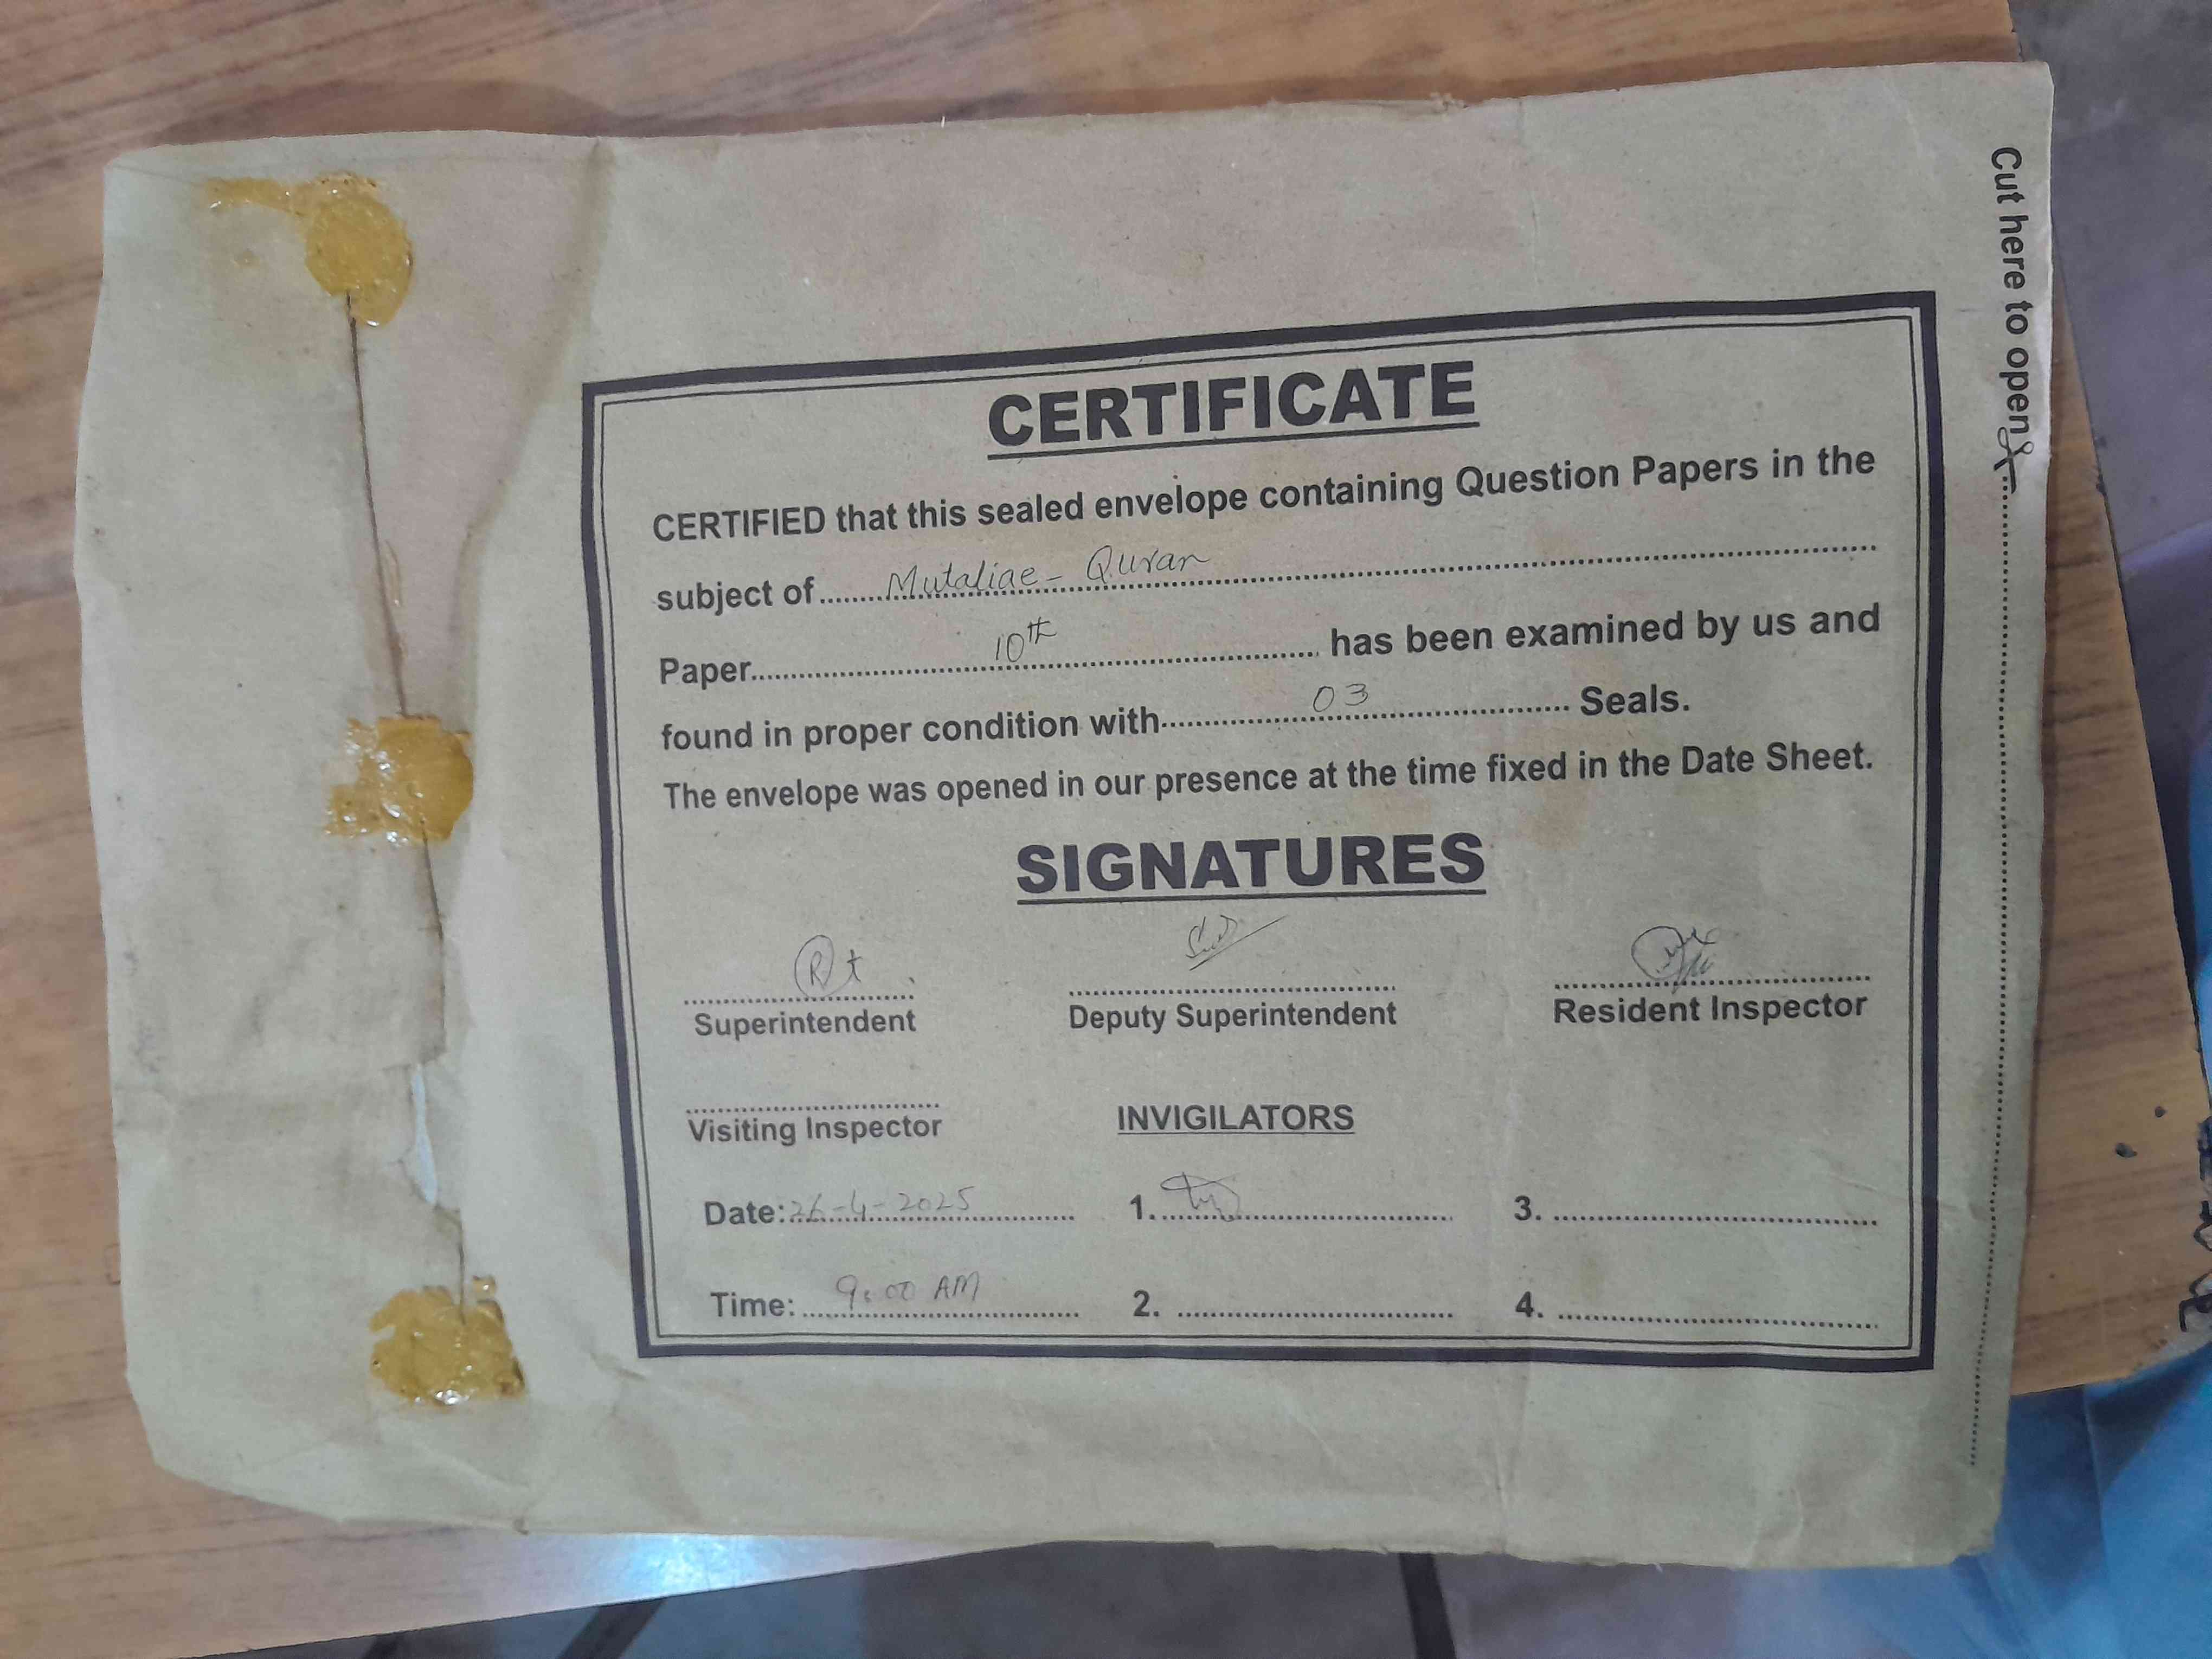 Cut here to open
CERTIFICATE
CERTIFIED that this sealed envelope containing Question Papers in the
subject of Mutaliae- Quran
Paper 10th has been examined by us and
found in proper condition with 03 Seals.
The envelope was opened in our presence at the time fixed in the Date Sheet.
SIGNATURES
Superintendent Deputy Superintendent Resident Inspector
Visiting Inspector INVIGILATORS
Date: 26-4-2025 1. 3.
Time: 9:00 AM 2. 4.